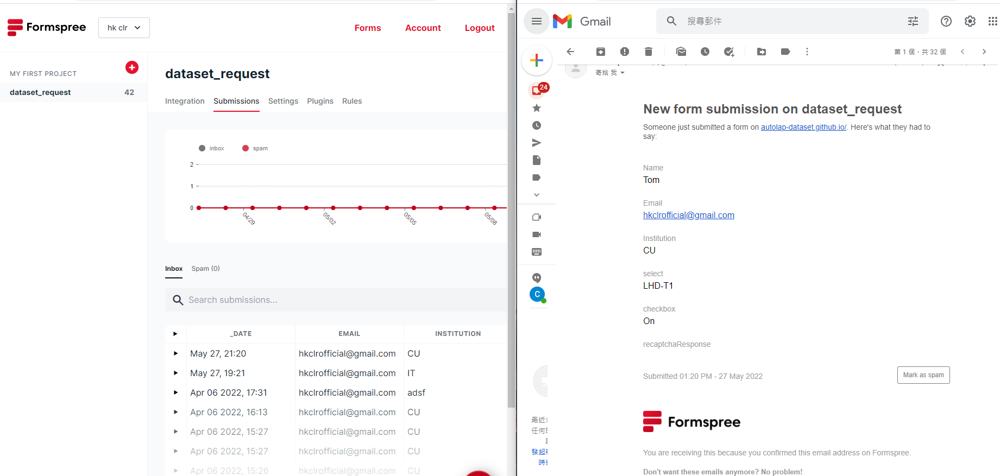 Formspree
hk clr
Forms
Account
Logout
MY FIRST PROJECT
dataset_request
42
dataset_request
Integration
Submissions
Settings
Plugins
Rules
inbox
spam
2
1
0
04/29
05/02
05/05
05/08
Inbox
Spam (0)
Search submissions...
_DATE EMAIL INSTITUTION
May 27, 21:20 hkclrofficial@gmail.com CU
May 27, 19:21 hkclrofficial@gmail.com IT
Apr 06 2022, 17:31 hkclrofficial@gmail.com adsf
Apr 06 2022, 16:13 hkclrofficial@gmail.com CU
Apr 06 2022, 15:27 hkclrofficial@gmail.com CU
Apr 06 2022, 15:27 hkclrofficial@gmail.com CU
Apr 06 2022, 15:26 hkclrofficial@gmail.com CU
Gmail
搜尋郵件
第 1 個，共 32 個
寄給 我
24
C
最近
任何
發起
時
New form submission on dataset_request
Someone just submitted a form on autolap-dataset.github.io/. Here's what they had to
say:
Name
Tom
Email
hkclrofficial@gmail.com
Institution
CU
select
LHD-T1
checkbox
On
recaptchaResponse
Submitted 01:20 PM - 27 May 2022
Mark as spam
Formspree
You are receiving this because you confirmed this email address on Formspree.
Don't want these emails anymore? No problem!